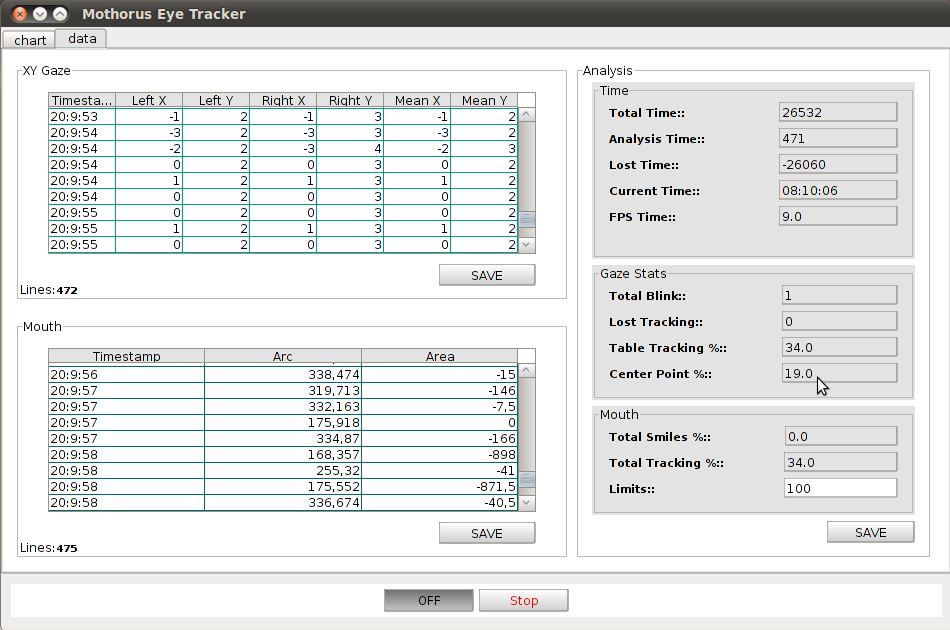 Mothorus Eye Tracker
chart data
XY Gaze
Timesta... Left X Left Y Right X Right Y Mean X Mean Y
20:9:53 -1 2 -1 3 -1 2
20:9:54 -3 2 -3 3 -3 2
20:9:54 -2 2 -3 4 -2 3
20:9:54 0 2 0 3 0 2
20:9:54 1 2 1 3 1 2
20:9:54 0 2 0 3 0 2
20:9:55 0 2 0 3 0 2
20:9:55 1 2 1 3 1 2
20:9:55 0 2 0 3 0 2
SAVE
Lines:472
Mouth
Timestamp Arc Area
20:9:56 338,474 -15
20:9:57 319,713 -146
20:9:57 332,163 -7,5
20:9:57 175,918 0
20:9:57 334,87 -166
20:9:58 168,357 -898
20:9:58 255,32 -41
20:9:58 175,552 -871,5
20:9:58 336,674 -40,5
SAVE
Lines:475
Analysis
Time
Total Time:: 26532
Analysis Time:: 471
Lost Time:: -26060
Current Time:: 08:10:06
FPS Time:: 9.0
Gaze Stats
Total Blink:: 1
Lost Tracking:: 0
Table Tracking %:: 34.0
Center Point %:: 19.0
Mouth
Total Smiles %:: 0.0
Total Tracking %:: 34.0
Limits:: 100
SAVE
OFF Stop